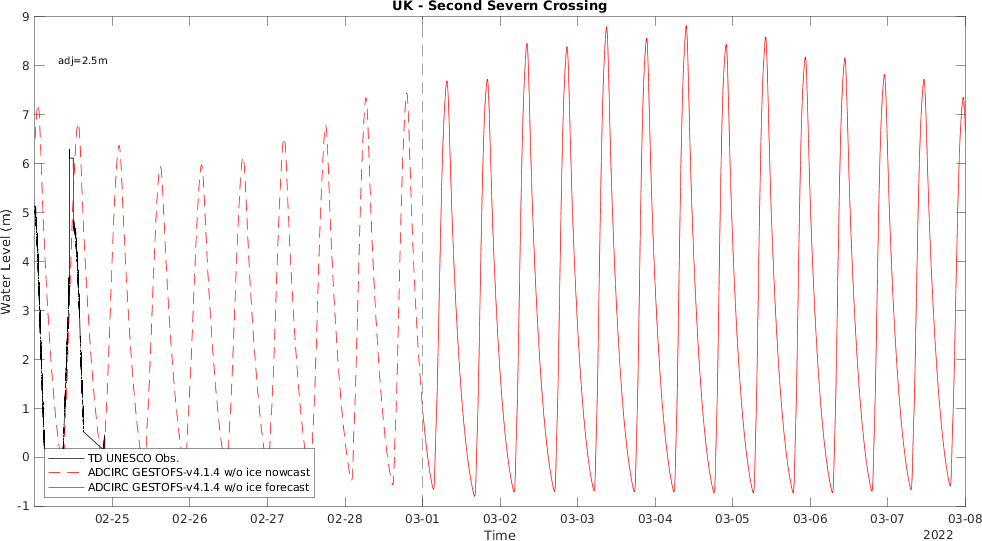 UK - Second Severn Crossing
adj=2.5m
Water Level (m)
9
8
7
6
5
4
3
2
1
0
-1
TD UNESCO Obs.
ADCIRC GESTOFS-v4.1.4 w/o ice nowcast
ADCIRC GESTOFS-v4.1.4 w/o ice forecast
02-25 02-26 02-27 02-28 03-01 03-02 03-03 03-04 03-05 03-06 03-07 03-08
Time
2022